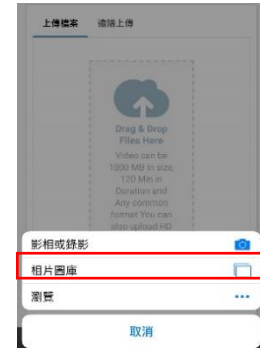 上傳檔案 遠端上傳
Drag & Drop
Files Here
Video can be
1000 MB in size,
120 Min in
Duration and
Any common
format You can
also upload HD
影相或錄影
相片圖庫
瀏覽
取消